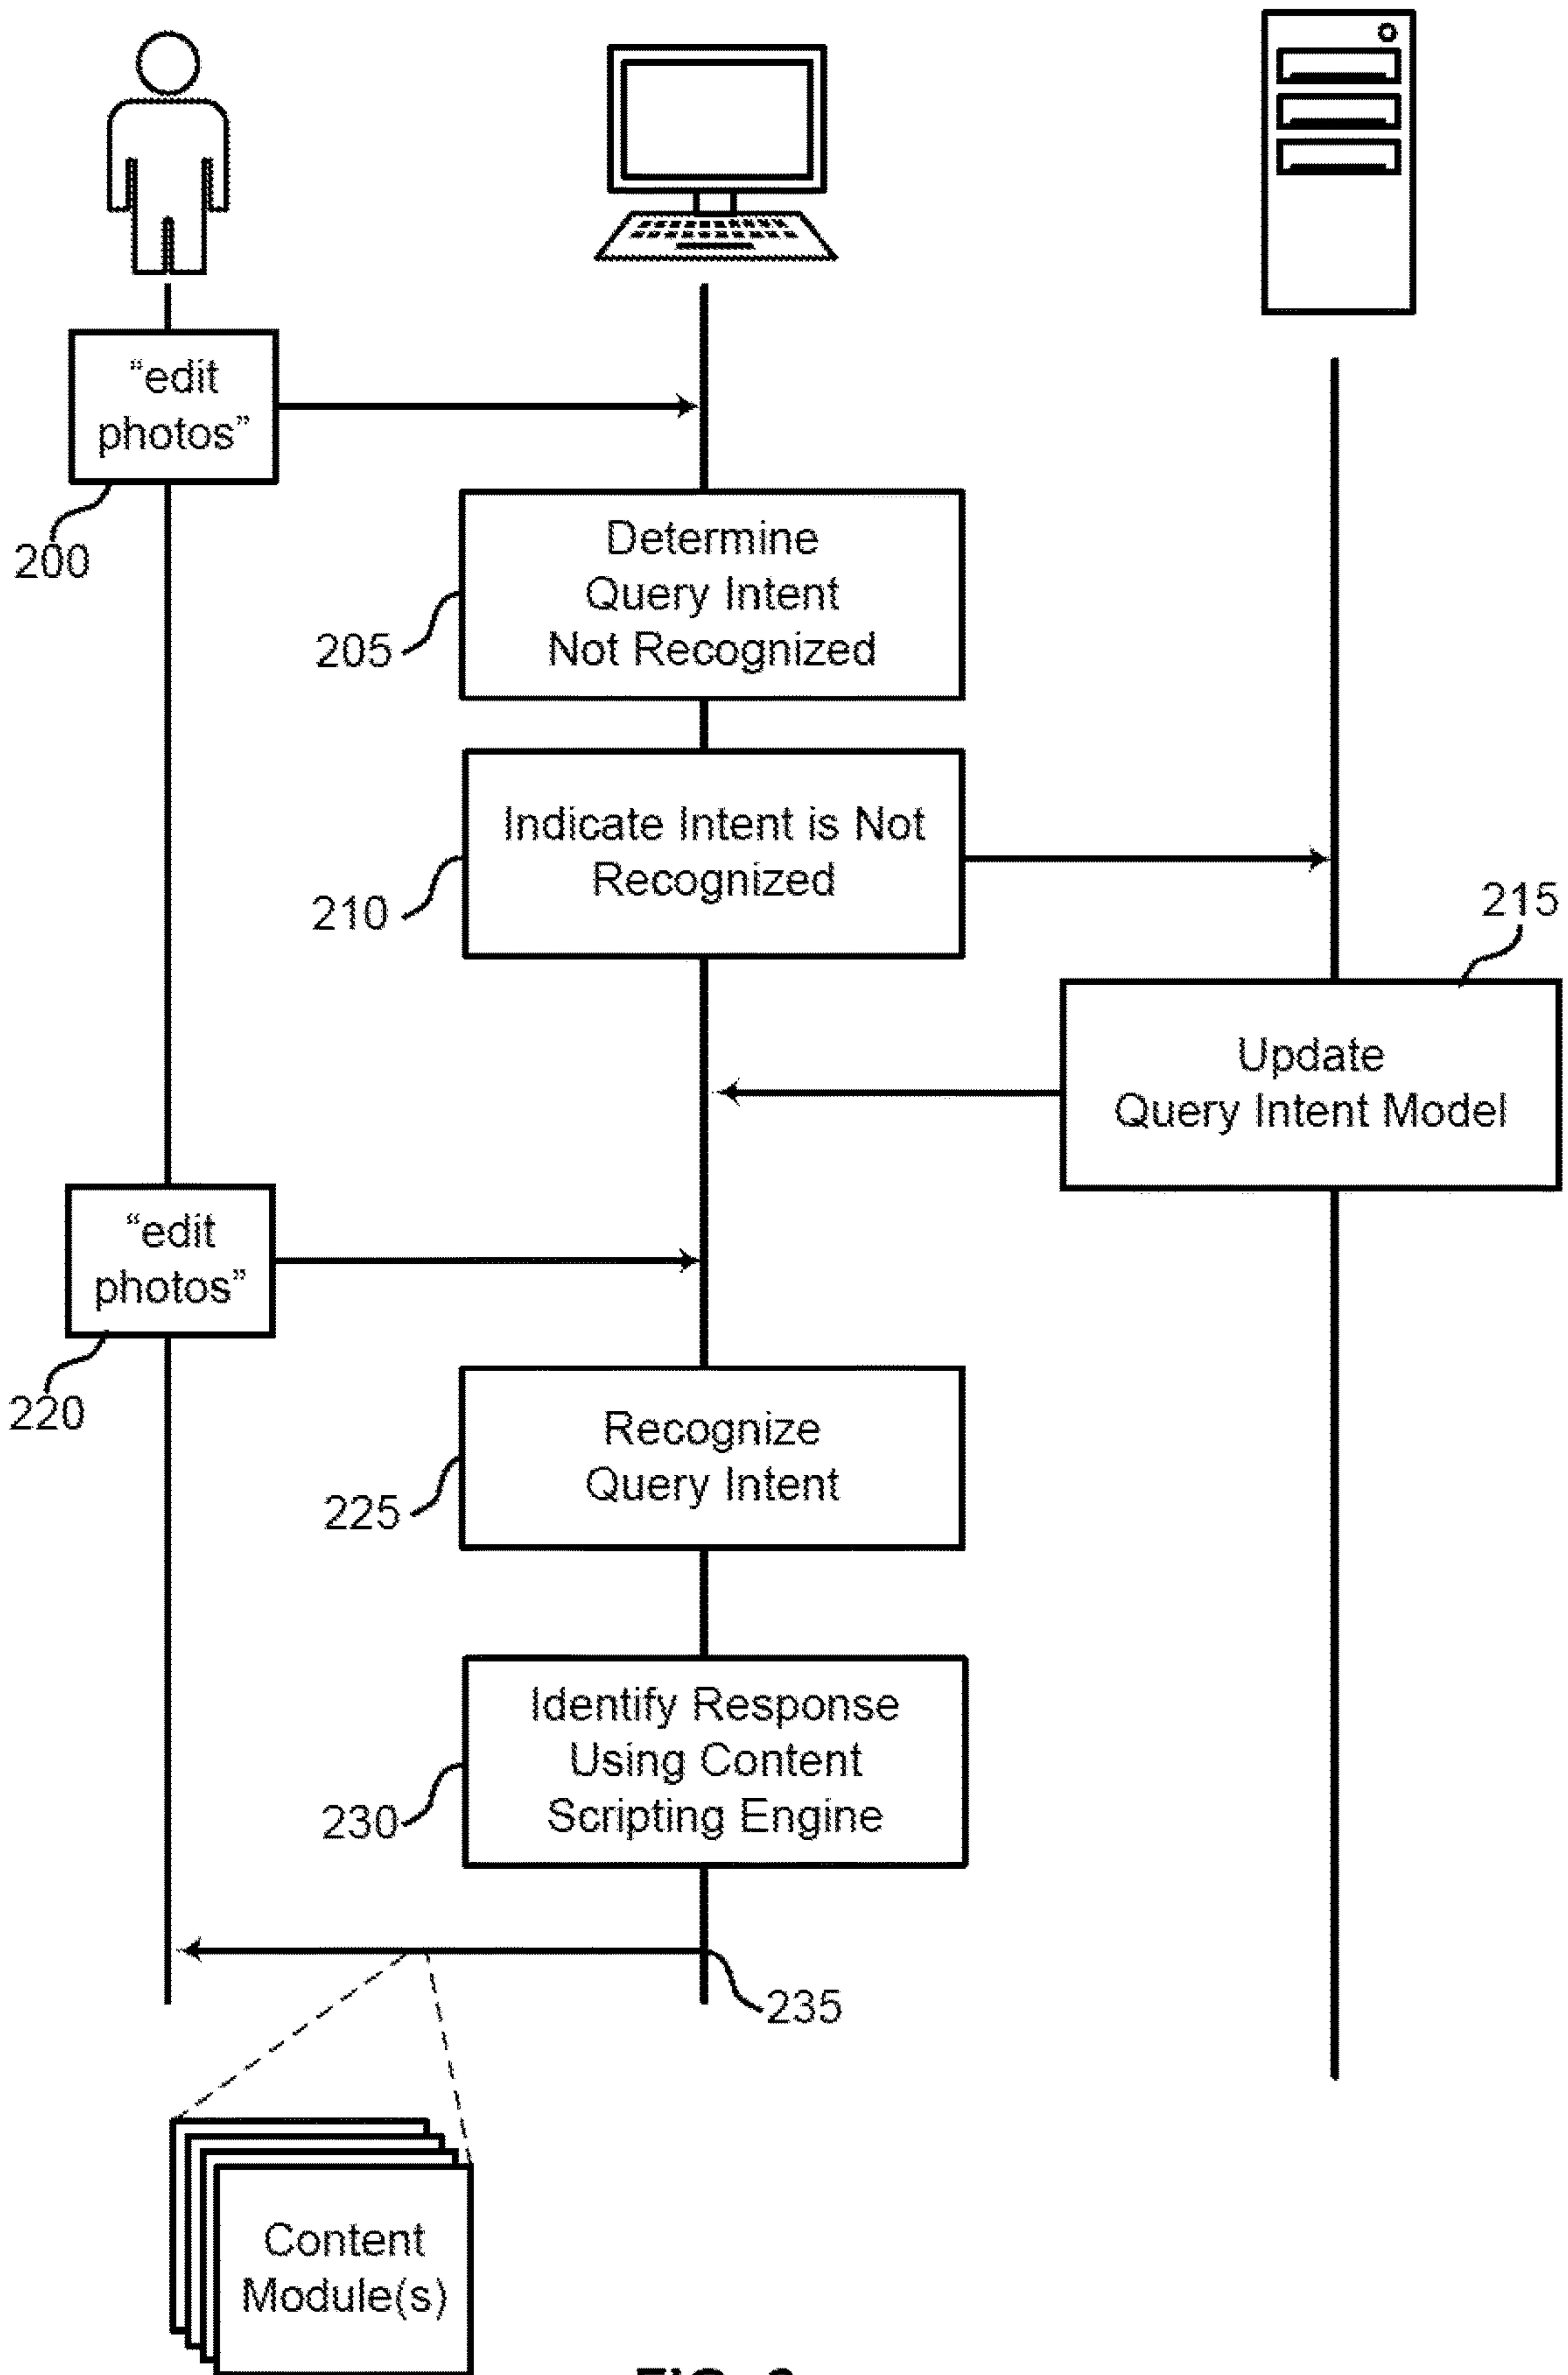 “edit
photos”
200
Determine
Query Intent
Not Recognized
205
Indicate Intent is Not
Recognized
210
215
Update
Query Intent Model
“edit
photos”
220
Recognize
Query Intent
225
Identify Response
Using Content
Scripting Engine
230
235
Content
Module(s)